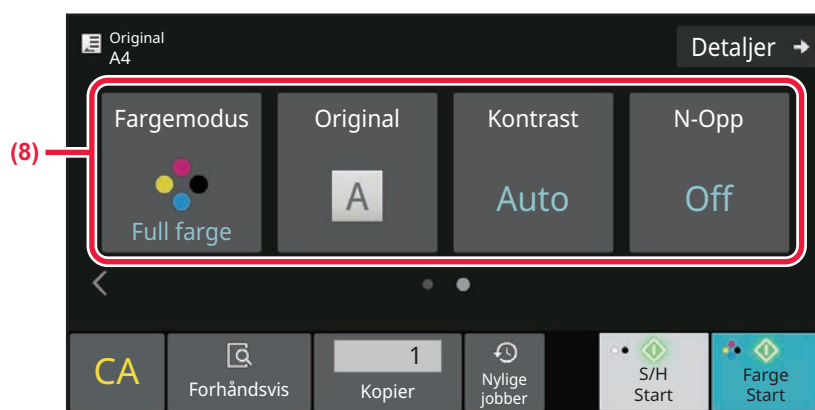 Original
A4
Detaljer
(8)
Fargemodus
Original
Kontrast
N-Opp
A
Auto
Off
Full farge
CA
Forhåndsvis
1
Kopier
Nylige
jobber
S/H
Start
Farge
Start